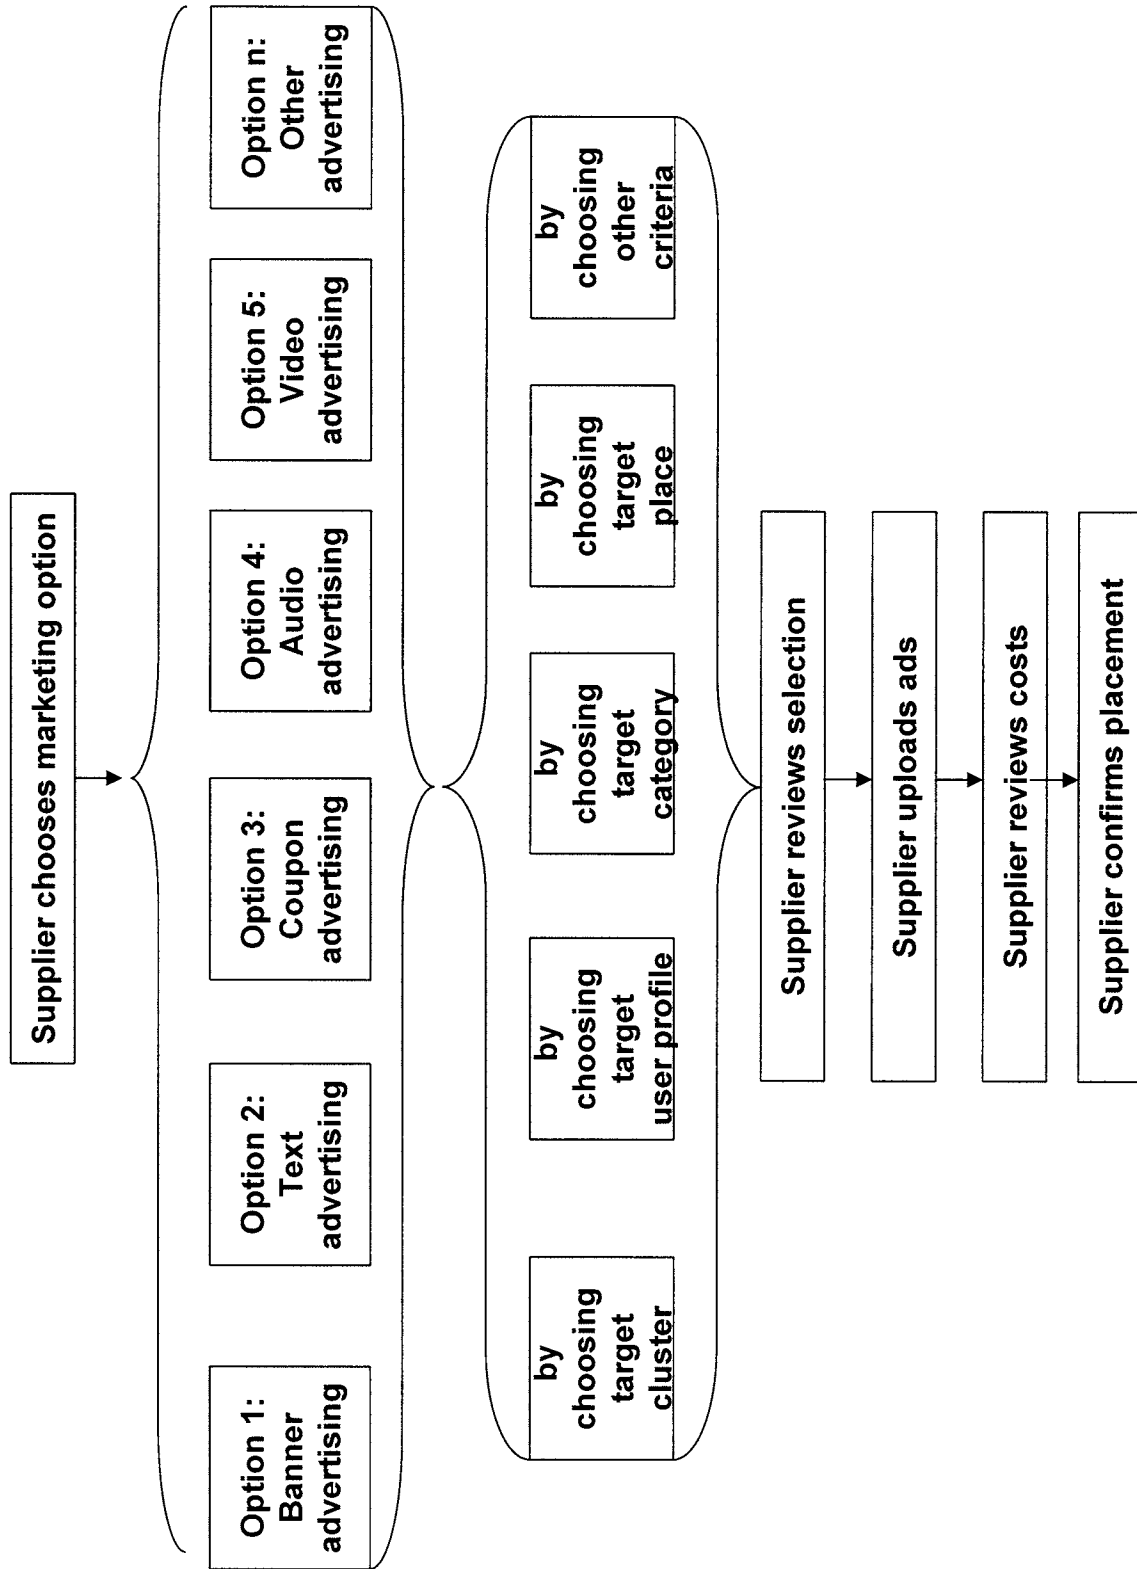 Supplier chooses marketing option
Option 1:
Banner
advertising
Option 2:
Text
advertising
Option 3:
Coupon
advertising
Option 4:
Audio
advertising
Option 5:
Video
advertising
Option n:
Other
advertising
by
choosing
target
cluster
by
choosing
target
user profile
by
choosing
target
category
by
choosing
target
place
by
choosing
other
criteria
Supplier reviews selection
Supplier uploads ads
Supplier reviews costs
Supplier confirms placement